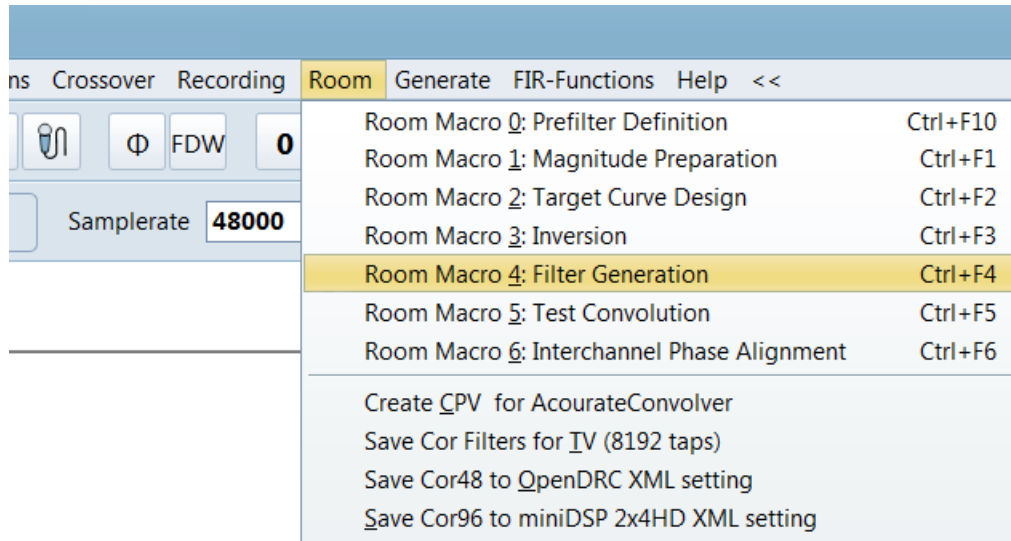 ns Crossover Recording Room Generate FIR-Functions Help <<
Φ FDW 0
Samplerate 48000
Room Macro 0: Prefilter Definition Ctrl+F10
Room Macro 1: Magnitude Preparation Ctrl+F1
Room Macro 2: Target Curve Design Ctrl+F2
Room Macro 3: Inversion Ctrl+F3
Room Macro 4: Filter Generation Ctrl+F4
Room Macro 5: Test Convolution Ctrl+F5
Room Macro 6: Interchannel Phase Alignment Ctrl+F6
Create CPV for AcourateConvolver
Save Cor Filters for TV (8192 taps)
Save Cor48 to OpenDRC XML setting
Save Cor96 to miniDSP 2x4HD XML setting